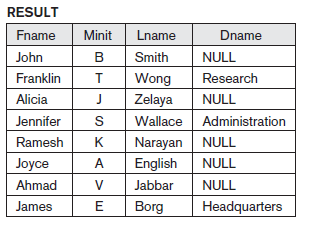 RESULT
Fname Minit Lname Dname
John B Smith NULL
Franklin T Wong Research
Alicia J Zelaya NULL
Jennifer S Wallace Administration
Ramesh K Narayan NULL
Joyce A English NULL
Ahmad V Jabbar NULL
James E Borg Headquarters